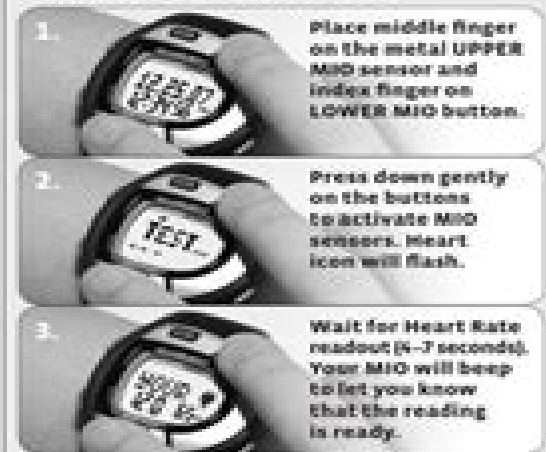 1.
Place middle finger
on the metal UPPER
MIO sensor and
index finger on
LOWER MIO button.
2.
Press down gently
on the buttons
to activate MIO
sensors. Heart
icon will flash.
TEST
3.
Wait for Heart Rate
readout (4-7 seconds).
Your MIO will beep
to let you know
that the reading
is ready.